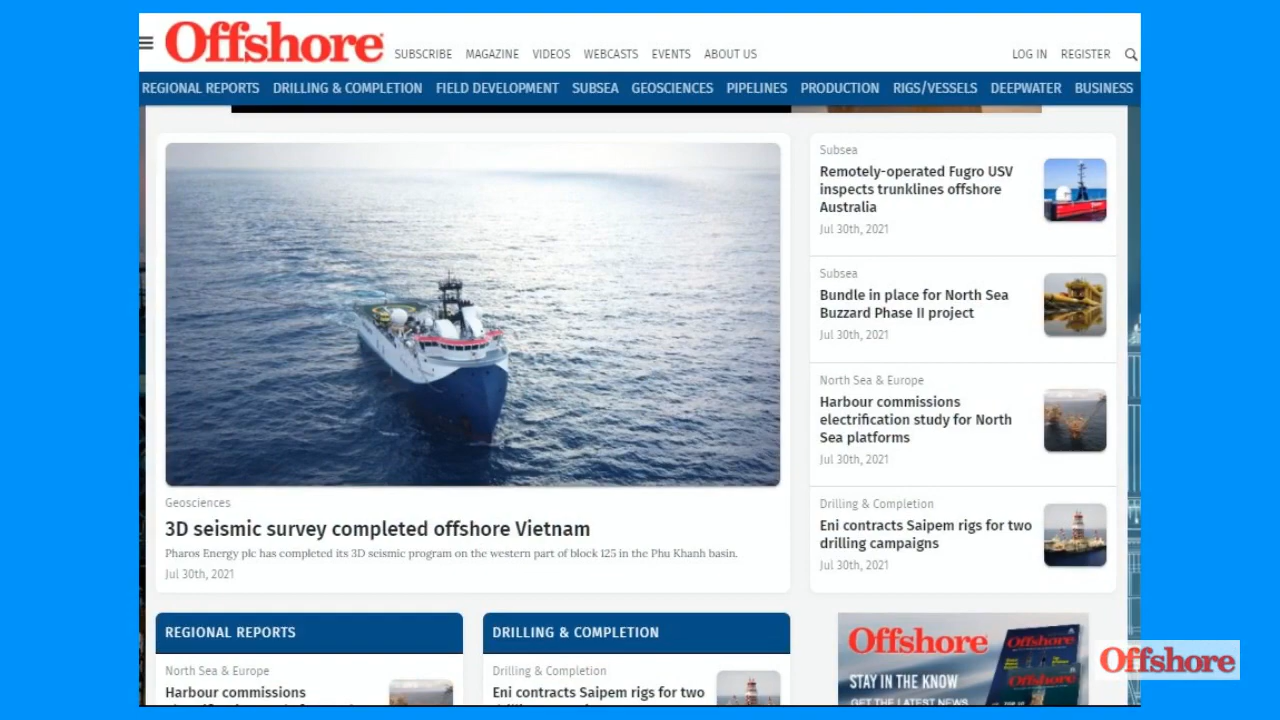 Offshore
SUBSCRIBE MAGAZINE VIDEOS WEBCASTS EVENTS ABOUT US
LOG IN REGISTER
REGIONAL REPORTS DRILLING & COMPLETION FIELD DEVELOPMENT SUBSEA GEOSCIENCES PIPELINES PRODUCTION RIGS/VESSELS DEEPWATER BUSINESS
Geosciences
3D seismic survey completed offshore Vietnam
Pharos Energy plc has completed its 3D seismic program on the western part of block 125 in the Phu Khanh basin.
Jul 30th, 2021
Subsea
Remotely-operated Fugro USV
inspects trunklines offshore
Australia
Jul 30th, 2021
Subsea
Bundle in place for North Sea
Buzzard Phase II project
Jul 30th, 2021
North Sea & Europe
Harbour commissions
electrification study for North
Sea platforms
Jul 30th, 2021
Drilling & Completion
Eni contracts Saipem rigs for two
drilling campaigns
Jul 30th, 2021
REGIONAL REPORTS
North Sea & Europe
Harbour commissions
DRILLING & COMPLETION
Drilling & Completion
Eni contracts Saipem rigs for two
Offshore
STAY IN THE KNOW
GET THE LATEST NEWS
Offshore
Offshore
Offshore